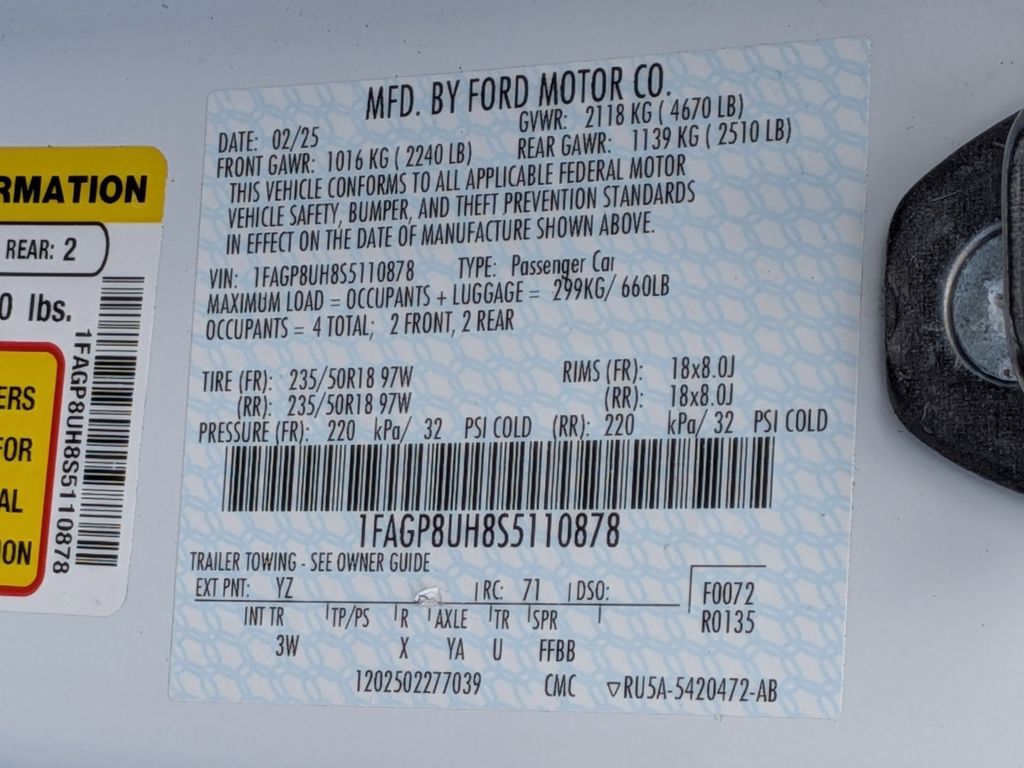 RMATION
REAR: 2
0 lbs.
1FAGP8UH8S5110878
ERS
FOR
AL
ION
MFD. BY FORD MOTOR CO.
DATE: 02/25 GVWR: 2118 KG ( 4670 LB)
FRONT GAWR: 1016 KG ( 2240 LB) REAR GAWR: 1139 KG ( 2510 LB)
THIS VEHICLE CONFORMS TO ALL APPLICABLE FEDERAL MOTOR
VEHICLE SAFETY, BUMPER, AND THEFT PREVENTION STANDARDS
IN EFFECT ON THE DATE OF MANUFACTURE SHOWN ABOVE.
VIN: 1FAGP8UH8S5110878 TYPE: Passenger Car
MAXIMUM LOAD = OCCUPANTS + LUGGAGE = 299KG/ 660LB
OCCUPANTS = 4 TOTAL; 2 FRONT, 2 REAR
TIRE (FR): 235/50R18 97W RIMS (FR): 18x8.0J
(RR): 235/50R18 97W (RR): 18x8.0J
PRESSURE (FR): 220 kPa/ 32 PSI COLD (RR): 220 kPa/ 32 PSI COLD
1FAGP8UH8S5110878
TRAILER TOWING - SEE OWNER GUIDE
EXT PNT: YZ RC: 71 DSO: F0072
INT TR TP/PS R AXLE TR SPR R0135
3W X YA U FFBB
1202502277039 CMC ▽RU5A-5420472-AB